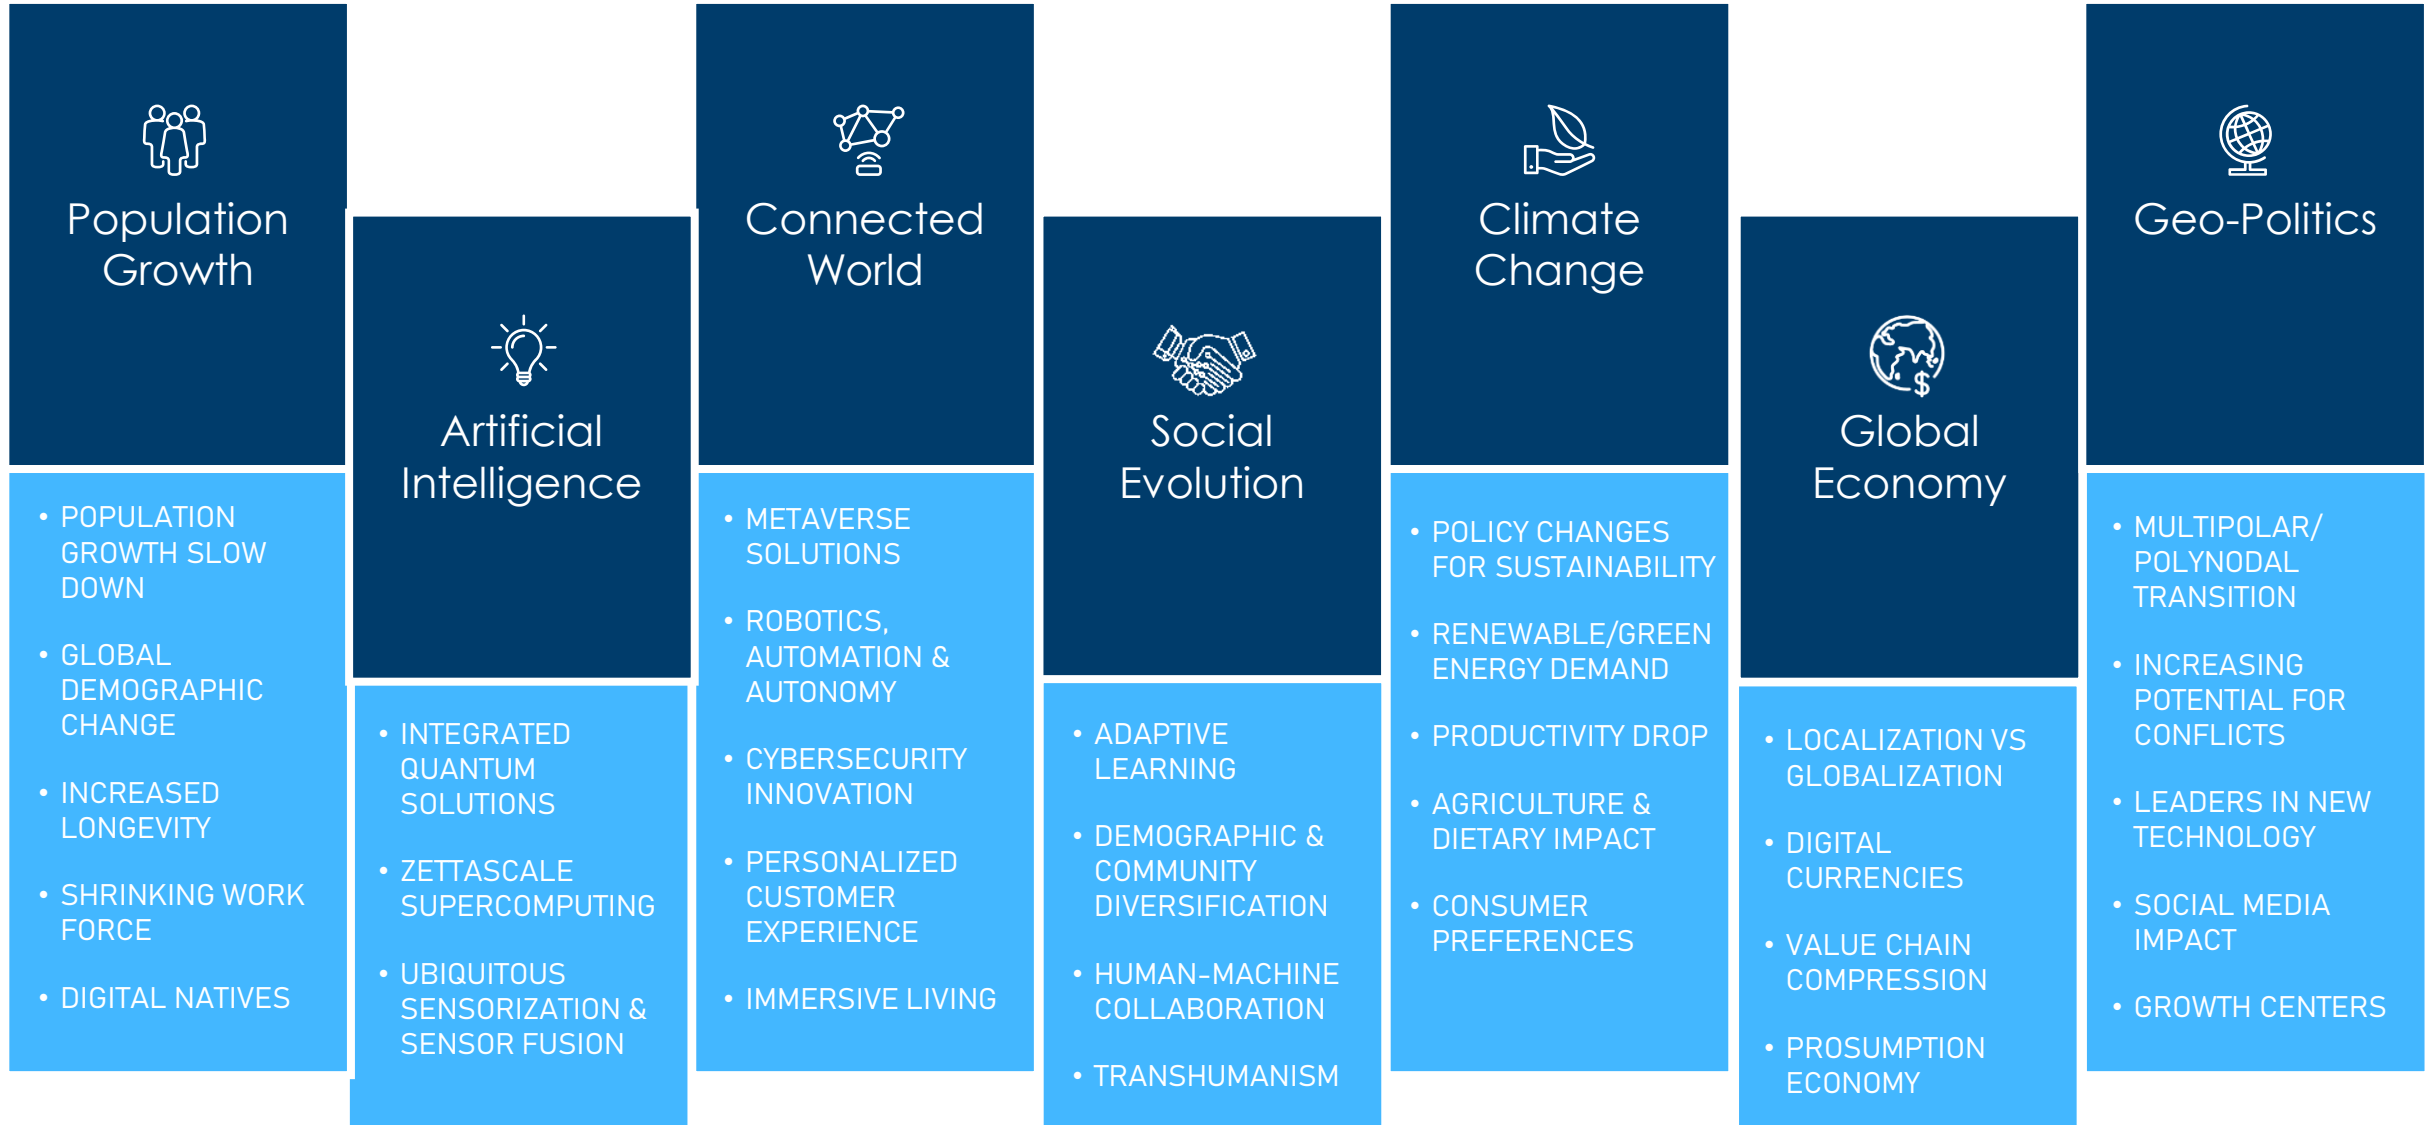 Population
Growth
• POPULATION
GROWTH SLOW
DOWN
• GLOBAL
DEMOGRAPHIC
CHANGE
• INCREASED
LONGEVITY
• SHRINKING WORK
FORCE
• DIGITAL NATIVES
Artificial
Intelligence
• INTEGRATED
QUANTUM
SOLUTIONS
• ZETTASCALE
SUPERCOMPUTING
• UBIQUITOUS
SENSORIZATION &
SENSOR FUSION
Connected
World
• METAVERSE
SOLUTIONS
• ROBOTICS,
AUTOMATION &
AUTONOMY
• CYBERSECURITY
INNOVATION
• PERSONALIZED
CUSTOMER
EXPERIENCE
• IMMERSIVE LIVING
Social
Evolution
• ADAPTIVE
LEARNING
• DEMOGRAPHIC &
COMMUNITY
DIVERSIFICATION
• HUMAN-MACHINE
COLLABORATION
• TRANSHUMANISM
Climate
Change
• POLICY CHANGES
FOR SUSTAINABILITY
• RENEWABLE/GREEN
ENERGY DEMAND
• PRODUCTIVITY DROP
• AGRICULTURE &
DIETARY IMPACT
• CONSUMER
PREFERENCES
$
Global
Economy
• LOCALIZATION VS
GLOBALIZATION
• DIGITAL
CURRENCIES
• VALUE CHAIN
COMPRESSION
• PROSUMPTION
ECONOMY
Geo-Politics
• MULTIPOLAR/
POLYNODAL
TRANSITION
• INCREASING
POTENTIAL FOR
CONFLICTS
• LEADERS IN NEW
TECHNOLOGY
• SOCIAL MEDIA
IMPACT
• GROWTH CENTERS